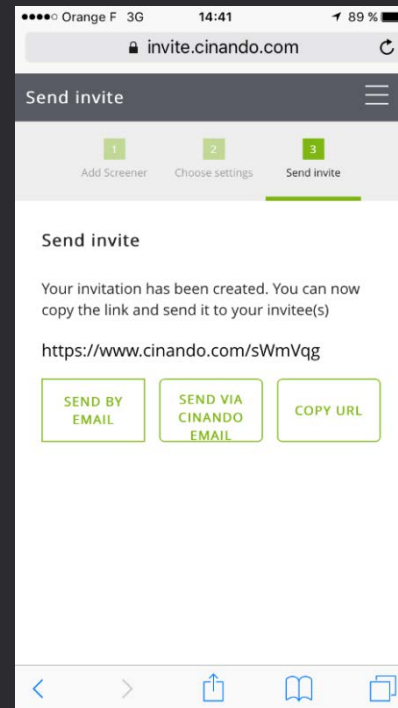 Orange F 3G 14:41 89 %
invite.cinando.com
Send invite
1 2 3
Add Screener Choose settings Send invite
Send invite
Your invitation has been created. You can now
copy the link and send it to your invitee(s)
https://www.cinando.com/sWmVqg
SEND BY
EMAIL
SEND VIA
CINANDO
EMAIL
COPY URL